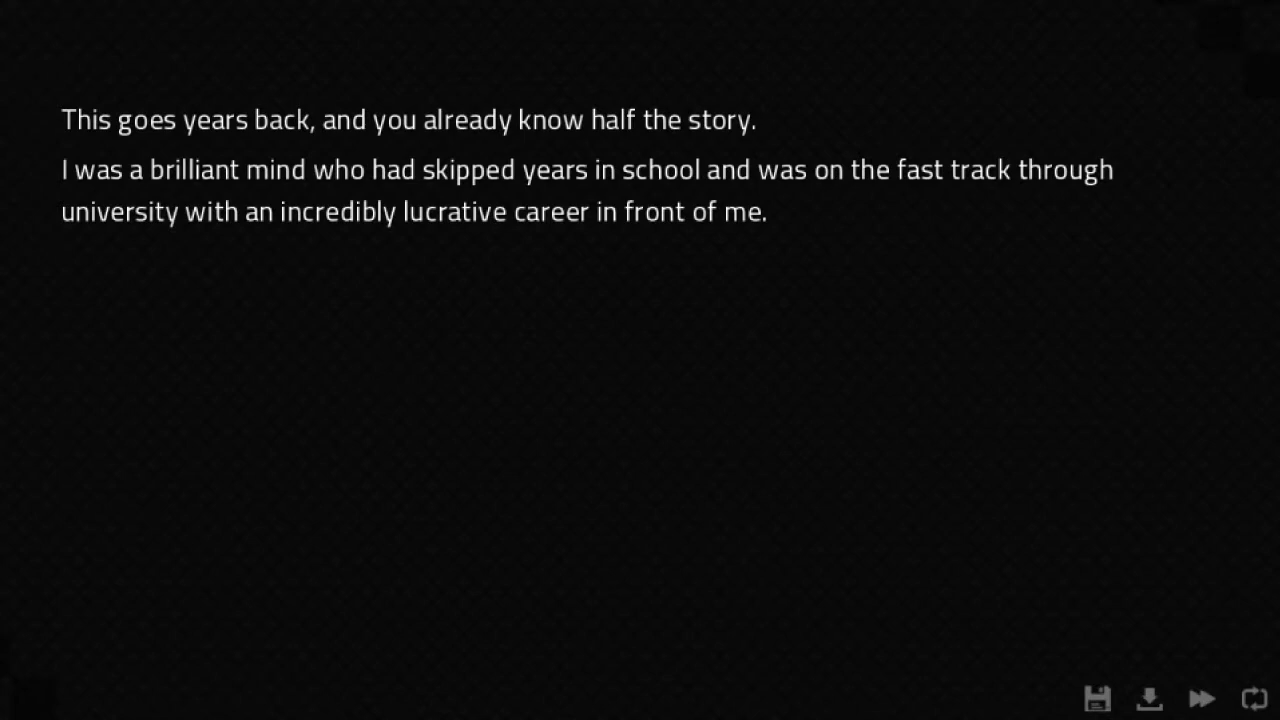 This goes years back, and you already know half the story.
I was a brilliant mind who had skipped years in school and was on the fast track through
university with an incredibly lucrative career in front of me.